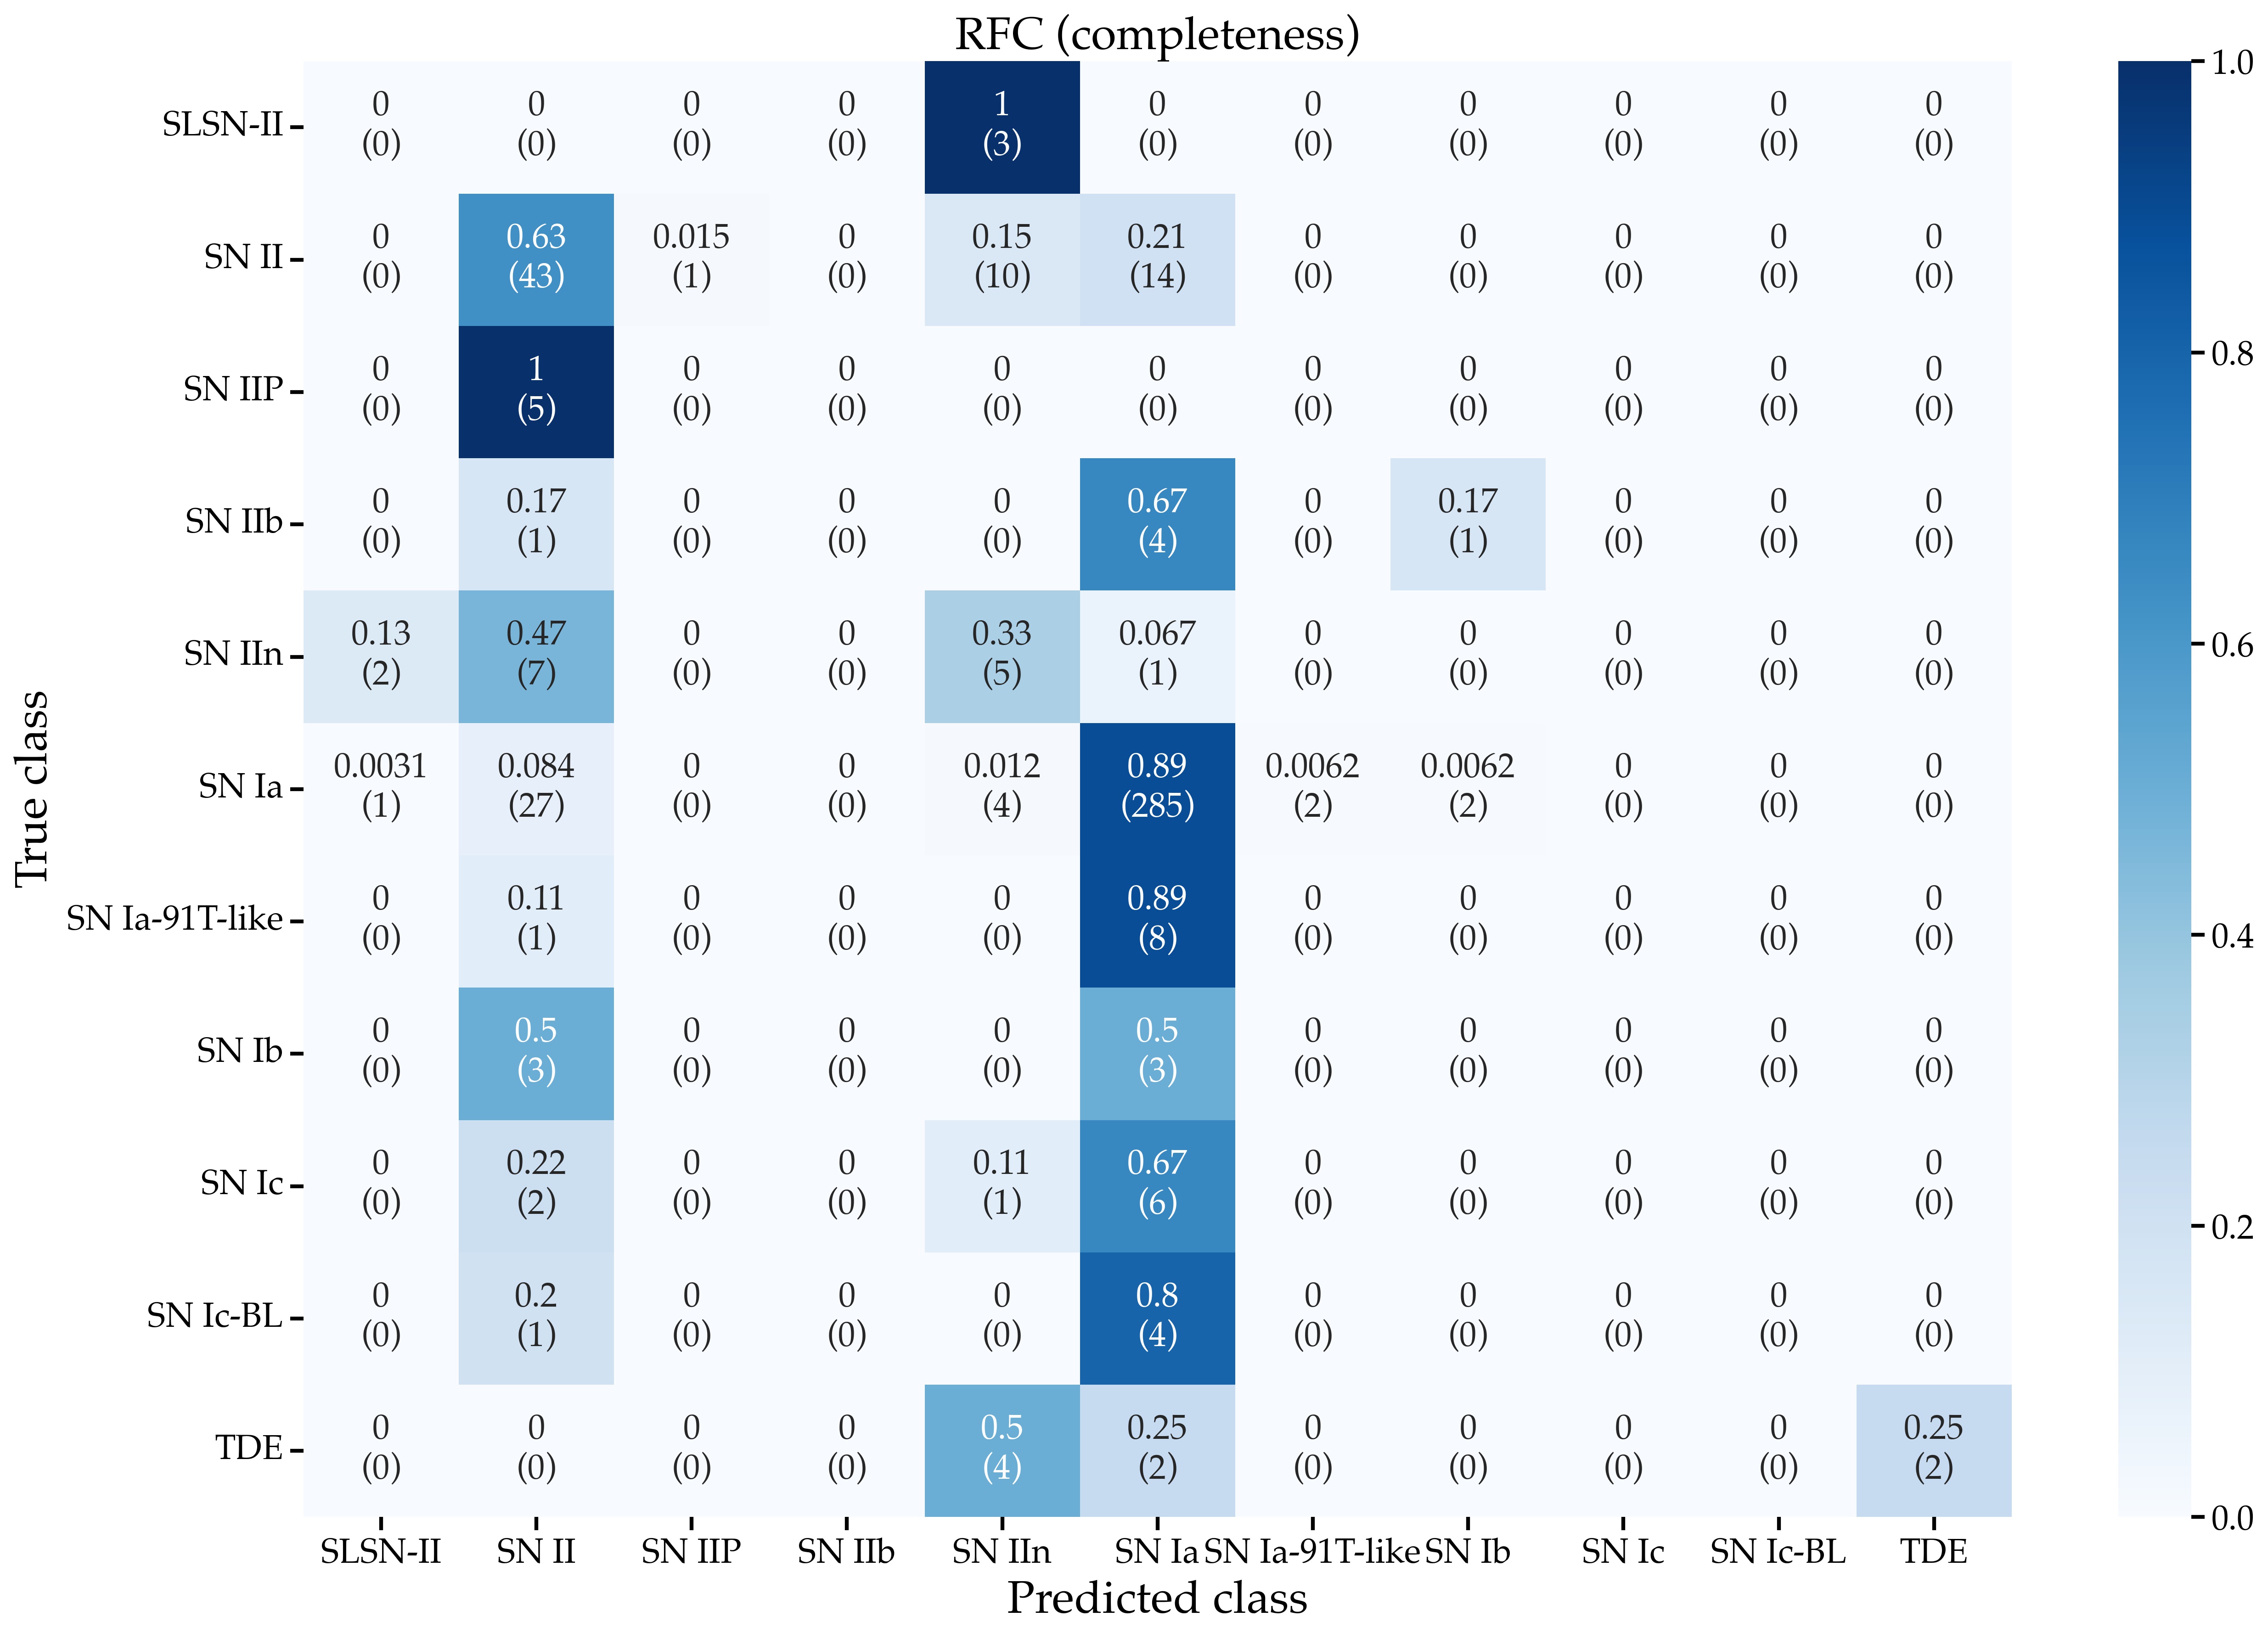 RFC (completeness)
0 0 0 0 1 0 0 0 0 0 0
SLSN-II
(0) (0) (0) (0) (3) (0) (0) (0) (0) (0) (0)
0 0.63 0.015 0 0.15 0.21 0 0 0 0 0
SN II
(0) (43) (1) (0) (10) (14) (0) (0) (0) (0) (0)
0 1 0 0 0 0 0 0 0 0 0
SN IIP
(0) (5) (0) (0) (0) (0) (0) (0) (0) (0) (0)
0 0.17 0 0 0 0.67 0 0.17 0 0 0
SN IIb
(0) (1) (0) (0) (0) (4) (0) (1) (0) (0) (0)
0.13 0.47 0 0 0.33 0.067 0 0 0 0 0
SN IIn
(2) (7) (0) (0) (5) (1) (0) (0) (0) (0) (0)
0.0031 0.084 0 0 0.012 0.89 0.0062 0.0062 0 0 0
SN Ia
(1) (27) (0) (0) (4) (285) (2) (2) (0) (0) (0)
0 0.11 0 0 0 0.89 0 0 0 0 0
SN Ia-91T-like
(0) (1) (0) (0) (0) (8) (0) (0) (0) (0) (0)
0 0.5 0 0 0 0.5 0 0 0 0 0
SN Ib
(0) (3) (0) (0) (0) (3) (0) (0) (0) (0) (0)
0 0.22 0 0 0.11 0.67 0 0 0 0 0
SN Ic
(0) (2) (0) (0) (1) (6) (0) (0) (0) (0) (0)
0 0.2 0 0 0 0.8 0 0 0 0 0
SN Ic-BL
(0) (1) (0) (0) (0) (4) (0) (0) (0) (0) (0)
0 0 0 0 0.5 0.25 0 0 0 0 0.25
TDE
(0) (0) (0) (0) (4) (2) (0) (0) (0) (0) (2)
SLSN-II SN II SN IIP SN IIb SN IIn SN Ia SN Ia-91T-like SN Ib SN Ic SN Ic-BL TDE
Predicted class
True class
1.0
0.8
0.6
0.4
0.2
0.0